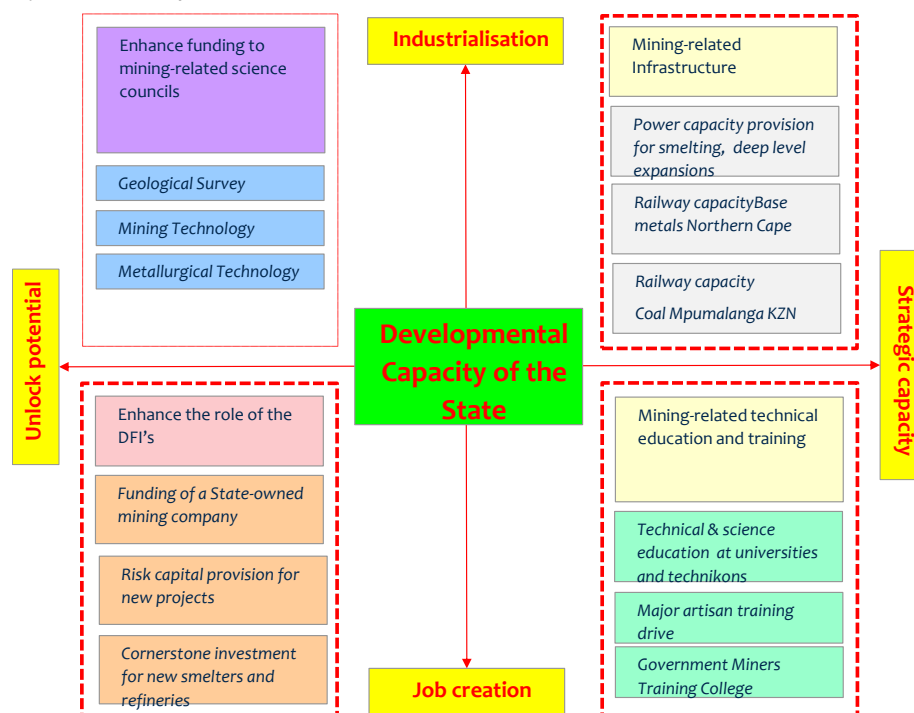 Enhance funding to
mining-related science
councils
Geological Survey
Mining Technology
Metallurgical Technology
Industrialisation
Mining-related
Infrastructure
Power capacity provision
for smelting, deep level
expansions
Railway capacityBase
metals Northern Cape
Railway capacity
Coal Mpumalanga KZN
Unlock potential
Developmental
Capacity of the
State
Strategic capacity
Enhance the role of the
DFI's
Funding of a State-owned
mining company
Risk capital provision for
new projects
Cornerstone investment
for new smelters and
refineries
Job creation
Mining-related technical
education and training
Technical & science
education at universities
and technikons
Major artisan training
drive
Government Miners
Training College